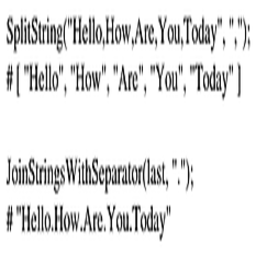 SplitString("Hello,How,Are,You,Today", ",");
# [ "Hello", "How", "Are", "You", "Today" ]
JoinStringsWithSeparator(last, ".");
# "Hello.How.Are.You.Today"